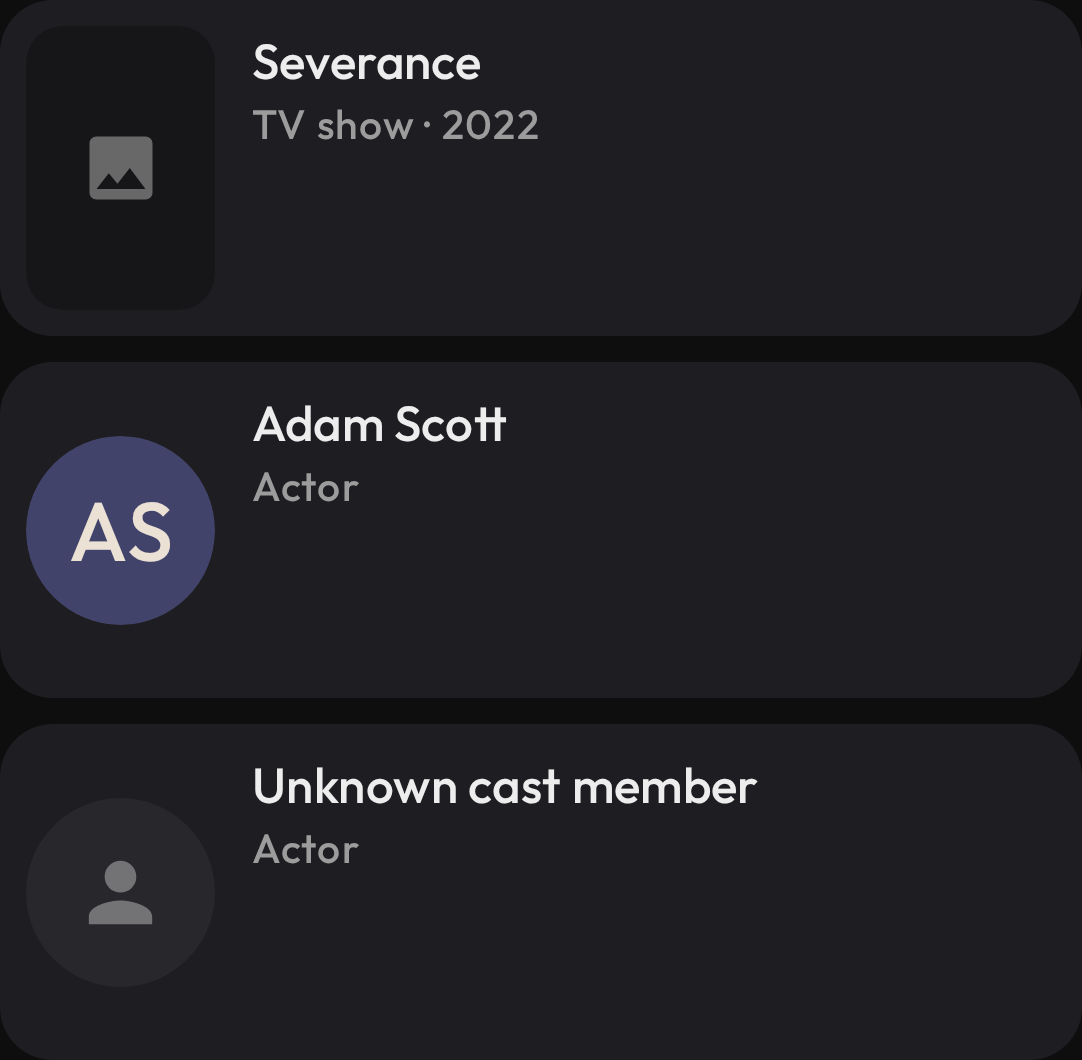 Severance
TV show · 2022
Adam Scott
Actor
AS
Unknown cast member
Actor